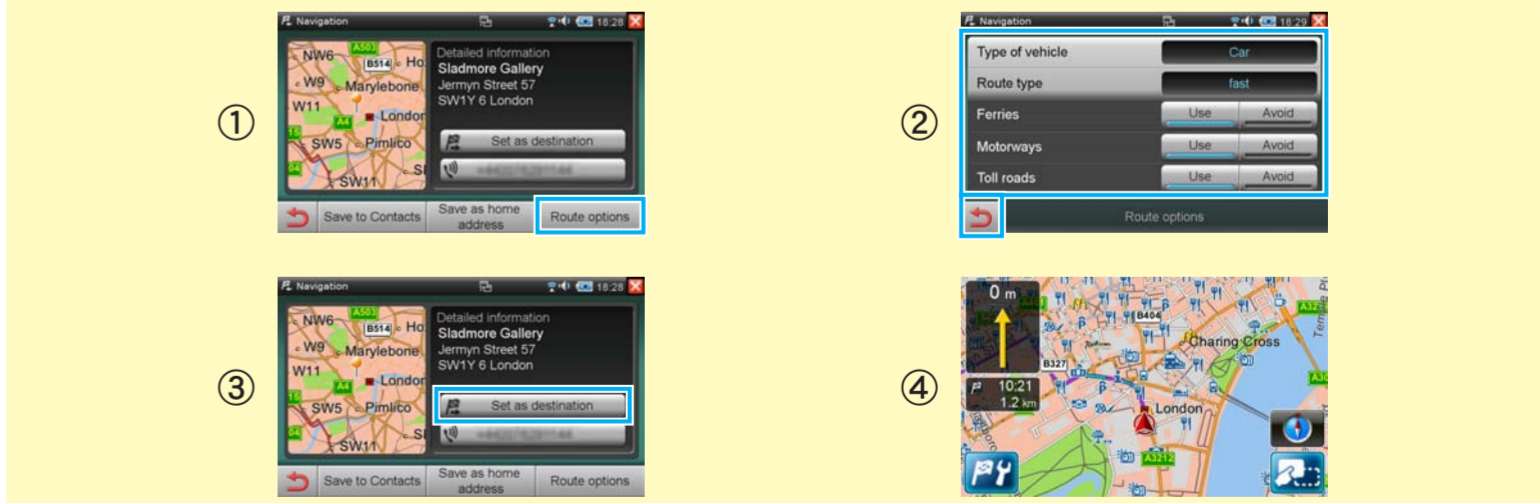 ①
Navigation 18:28
NW6 A503
B514 Ho
W9 Marylebone
W11
A4 London
15
SW5 Pimlico
04
SW11
Detailed information
Sladmore Gallery
Jermyn Street 57
SW1Y 6 London
Set as destination
Save to Contacts
Save as home
address
Route options
②
Navigation 18:29
Type of vehicle Car
Route type fast
Ferries Use Avoid
Motorways Use Avoid
Toll roads Use Avoid
Route options
③
Navigation 18:28
NW6 A503
B514 Ho
W9 Marylebone
W11
A4 London
15
SW5 Pimlico
04
SW11
Detailed information
Sladmore Gallery
Jermyn Street 57
SW1Y 6 London
Set as destination
Save to Contacts
Save as home
address
Route options
④
0 m
B404
Temple
Charing Cross
B327
10:21
1.2 km
London
A3212